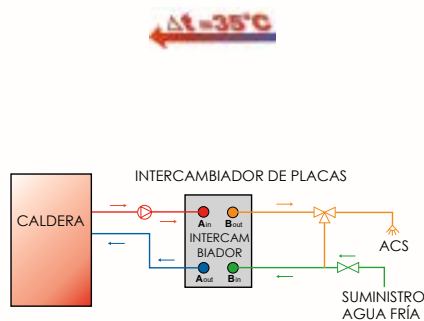 Δt =35°C
INTERCAMBIADOR DE PLACAS
CALDERA
Ain
Bout
INTERCAM
BIADOR
Aout
Bin
ACS
SUMINISTRO
AGUA FRÍA